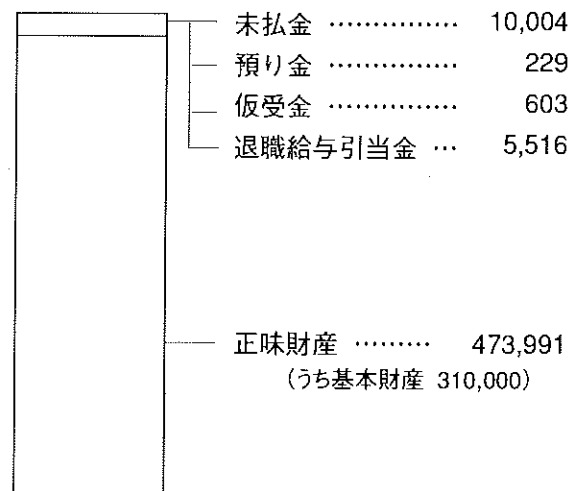 未払金 …………… 10,004
預り金 …………… 229
仮受金 …………… 603
退職給与引当金 … 5,516
正味財産 ……… 473,991
(うち基本財産 310,000)